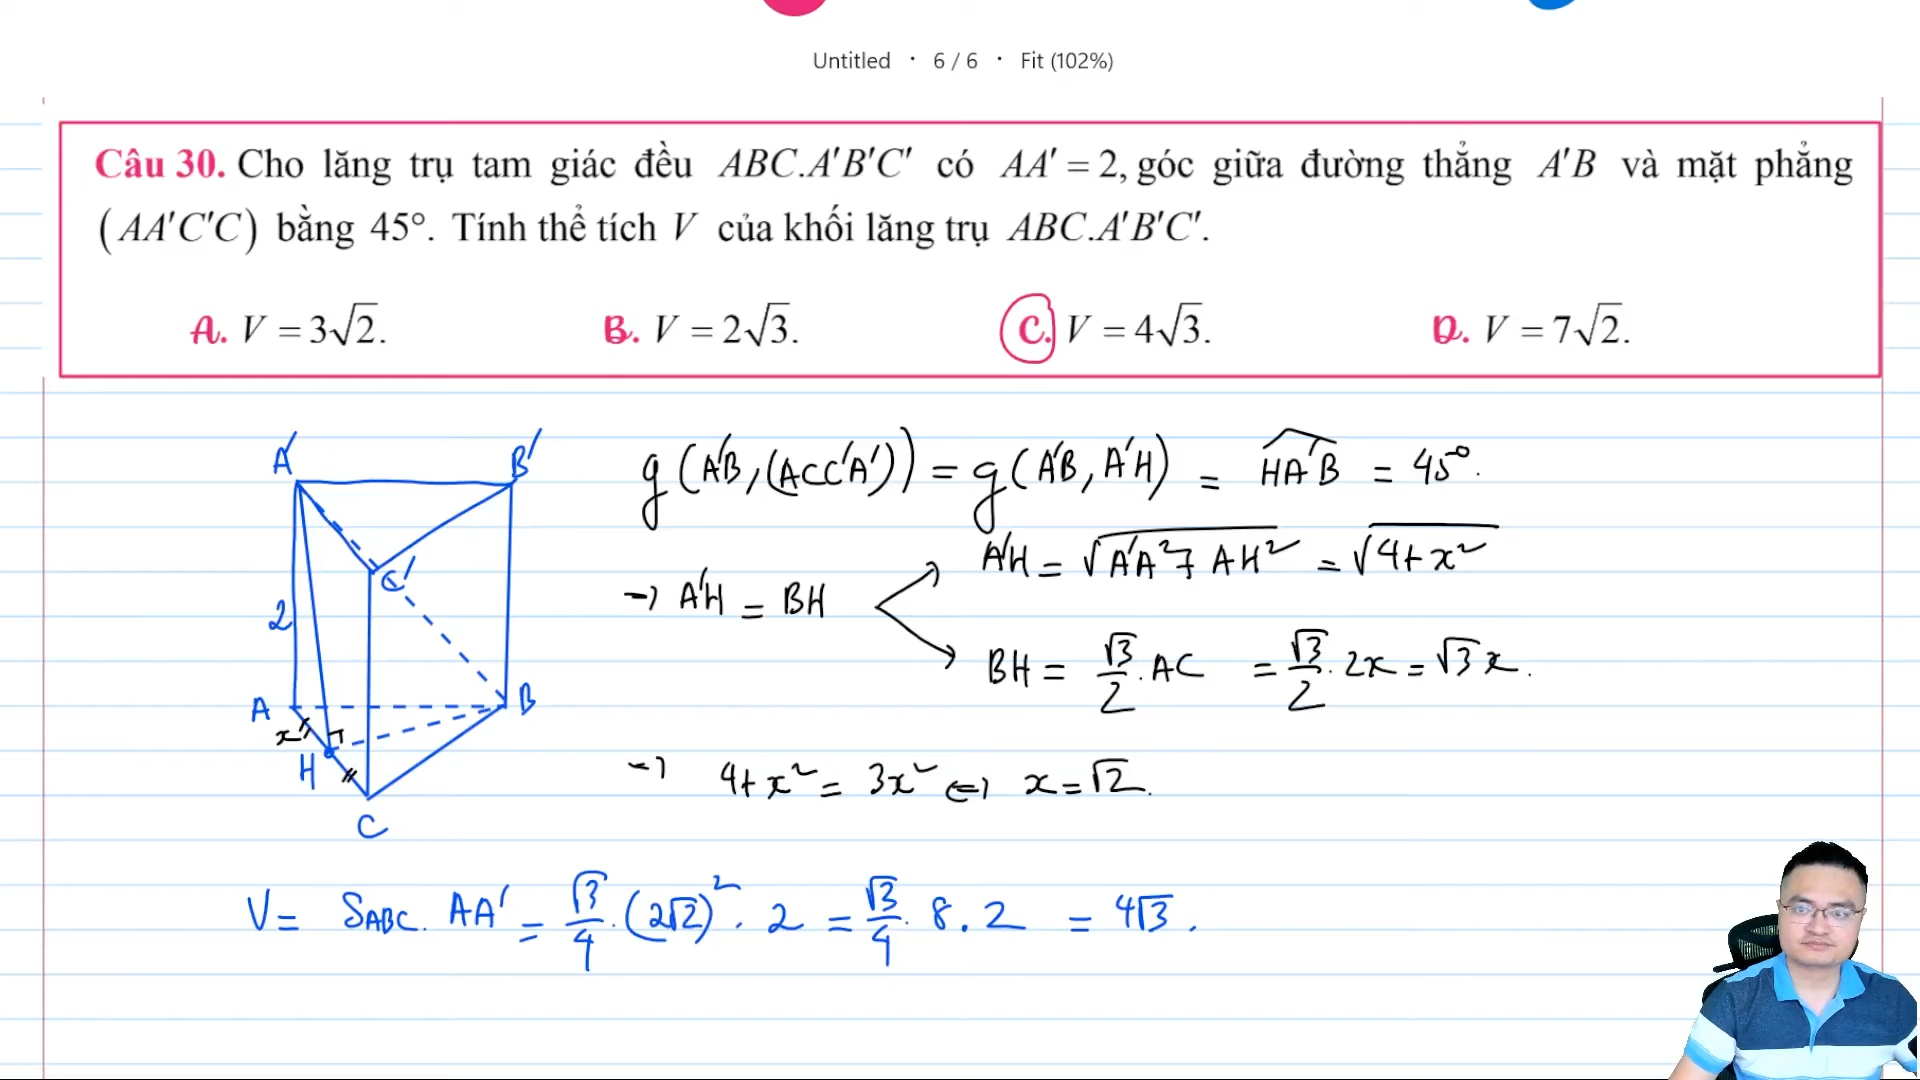 Untitled · 6 / 6 · Fit (102%)
Câu 30. Cho lăng trụ tam giác đều ABC.A'B'C' có AA' = 2, góc giữa đường thẳng A'B và mặt phẳng
(AA'C'C) bằng 45°. Tính thể tích V của khối lăng trụ ABC.A'B'C'.
A. V = 3√2. B. V = 2√3. C. V = 4√3. D. V = 7√2.
A' B'
C'
2
A B
x
H
C
g(A'B, (ACC'A')) = g(A'B, A'H) = HA'B = 45°.
A'H = √A'A² + AH² = √4+x²
→ A'H = BH
BH = √3/2 . AC = √3/2 . 2x = √3x.
→ 4+x² = 3x² ⇔ x = √2.
V = SABC. AA' = √3/4 . (2√2)² . 2 = √3/4 . 8 . 2 = 4√3.